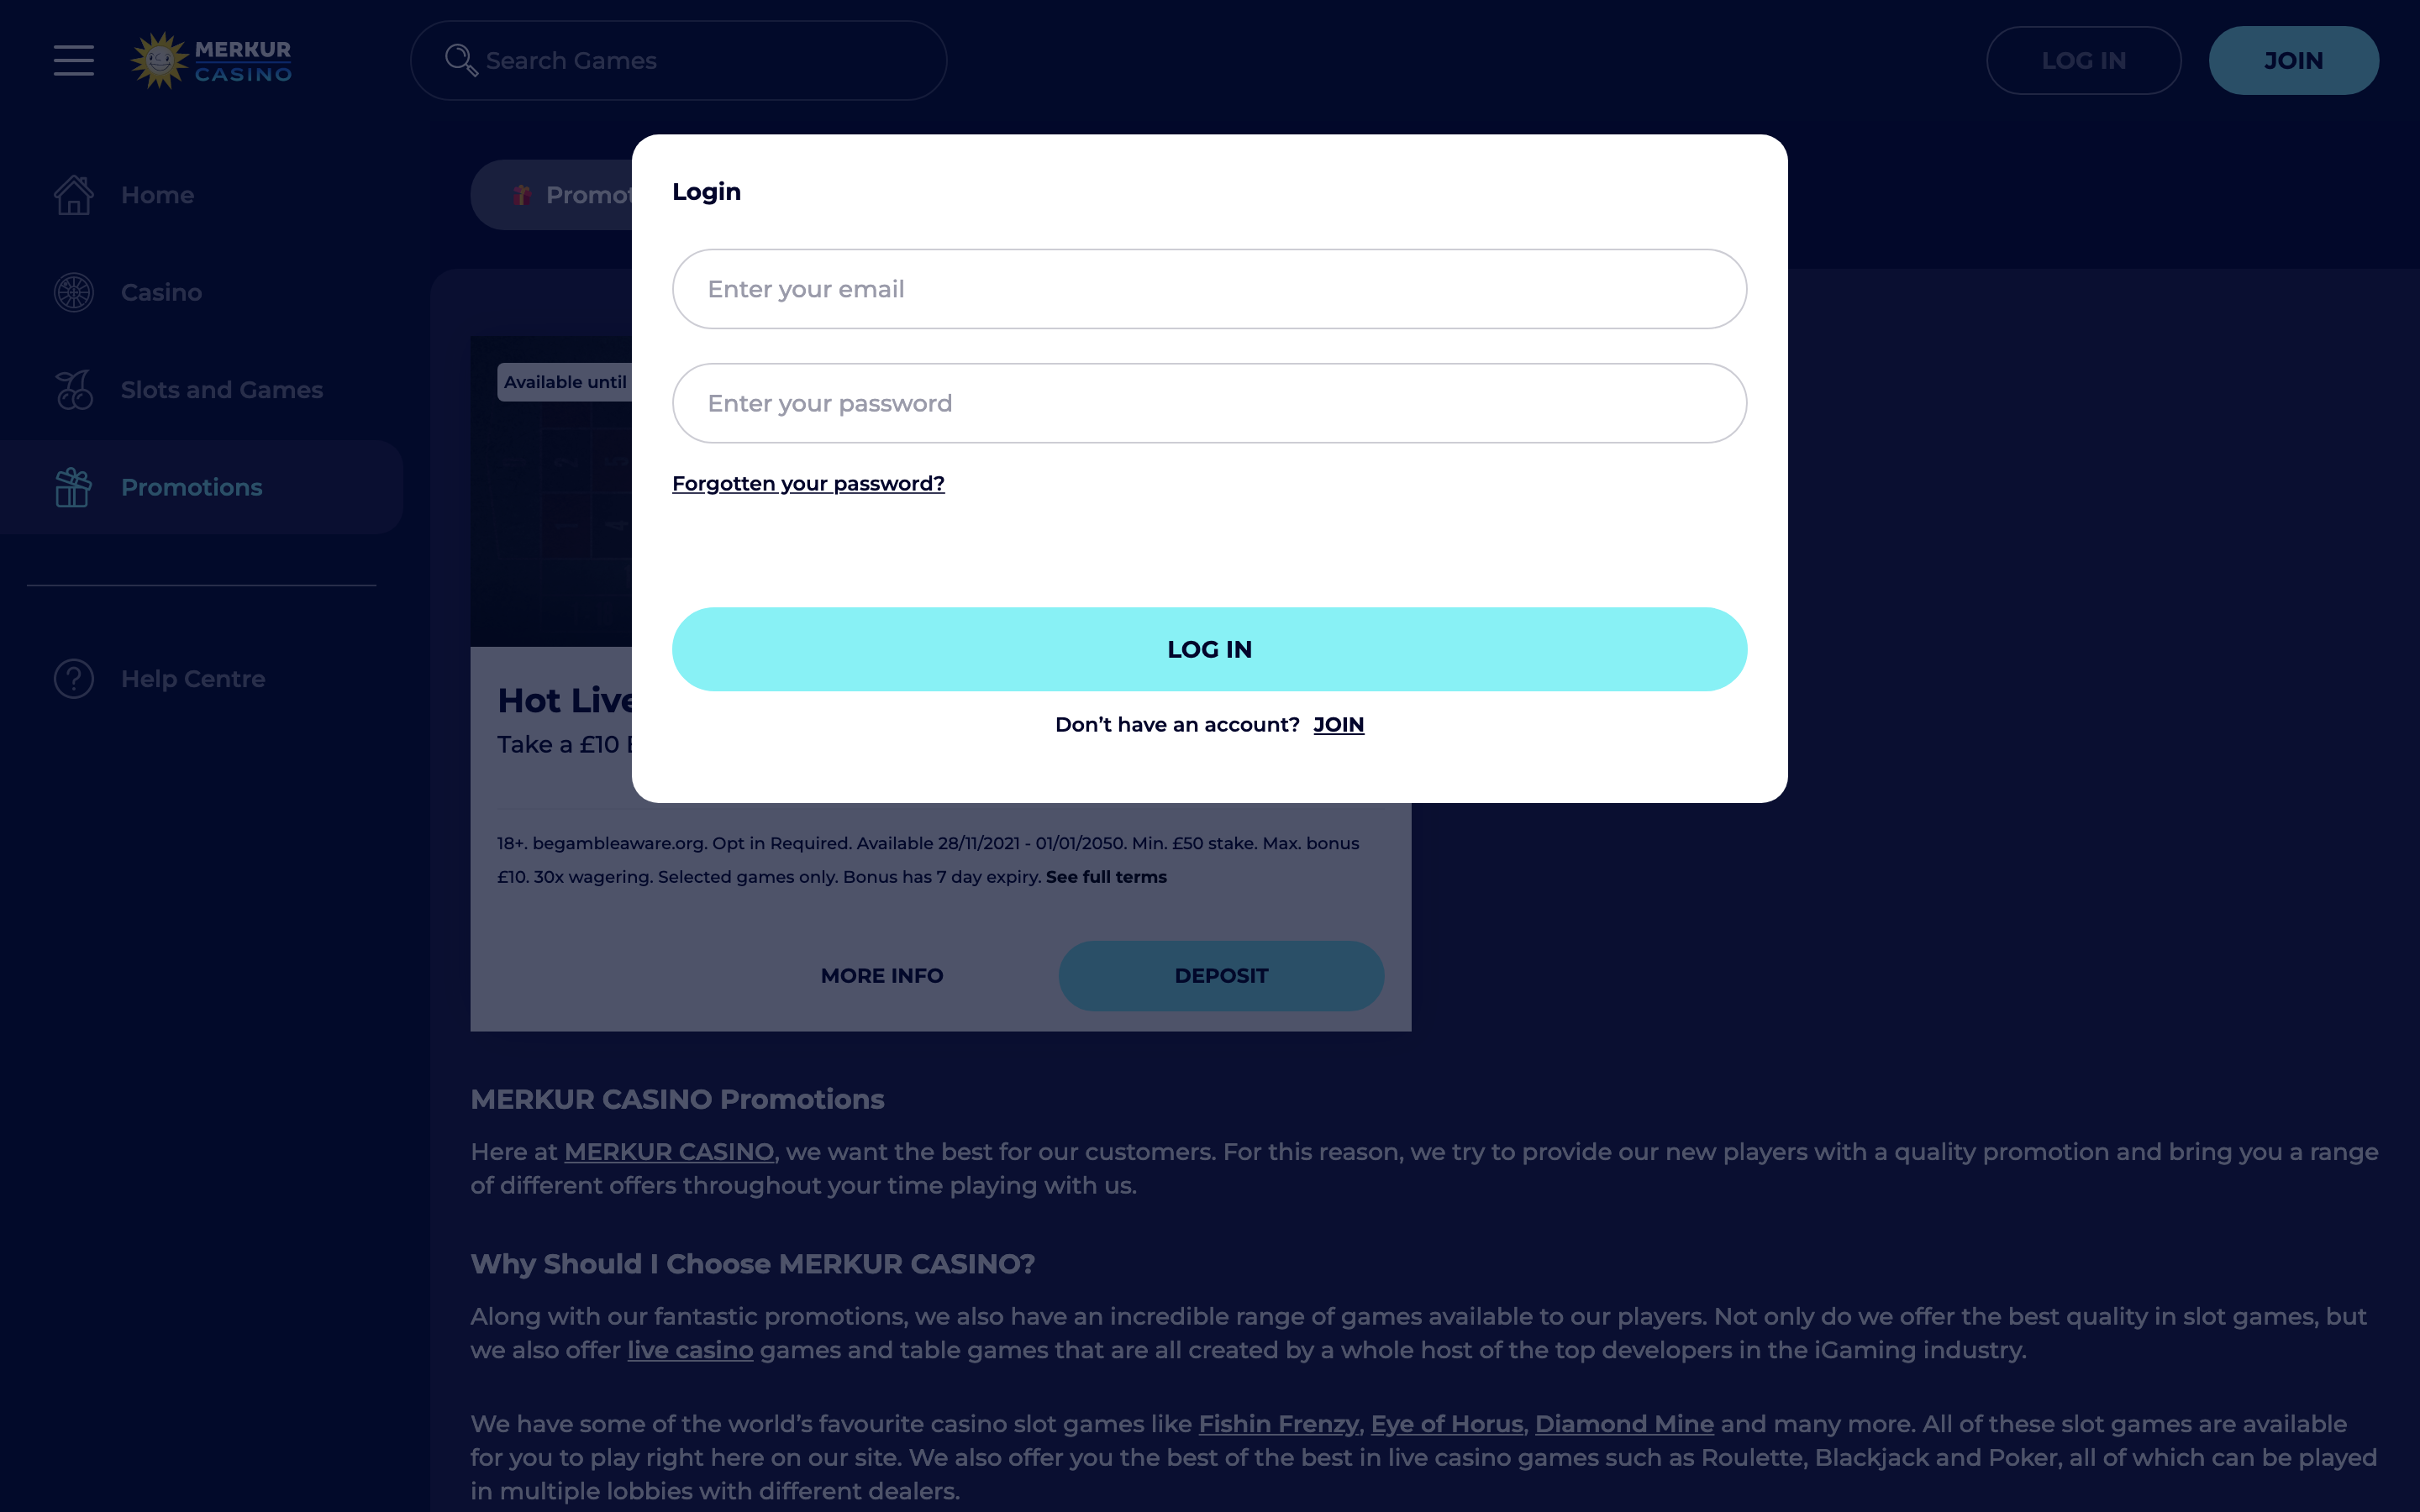 MERKUR
CASINO
Search Games
LOG IN
JOIN
Home
Casino
Slots and Games
Promotions
Help Centre
Login
Enter your email
Enter your password
Forgotten your password?
LOG IN
Don’t have an account? JOIN
Available until
Hot Live
Take a £10
18+. begambleaware.org. Opt in Required. Available 28/11/2021 - 01/01/2050. Min. £50 stake. Max. bonus
£10. 30x wagering. Selected games only. Bonus has 7 day expiry. See full terms
MORE INFO
DEPOSIT
MERKUR CASINO Promotions
Here at MERKUR CASINO, we want the best for our customers. For this reason, we try to provide our new players with a quality promotion and bring you a range
of different offers throughout your time playing with us.
Why Should I Choose MERKUR CASINO?
Along with our fantastic promotions, we also have an incredible range of games available to our players. Not only do we offer the best quality in slot games, but
we also offer live casino games and table games that are all created by a whole host of the top developers in the iGaming industry.
We have some of the world’s favourite casino slot games like Fishin Frenzy, Eye of Horus, Diamond Mine and many more. All of these slot games are available
for you to play right here on our site. We also offer you the best of the best in live casino games such as Roulette, Blackjack and Poker, all of which can be played
in multiple lobbies with different dealers.